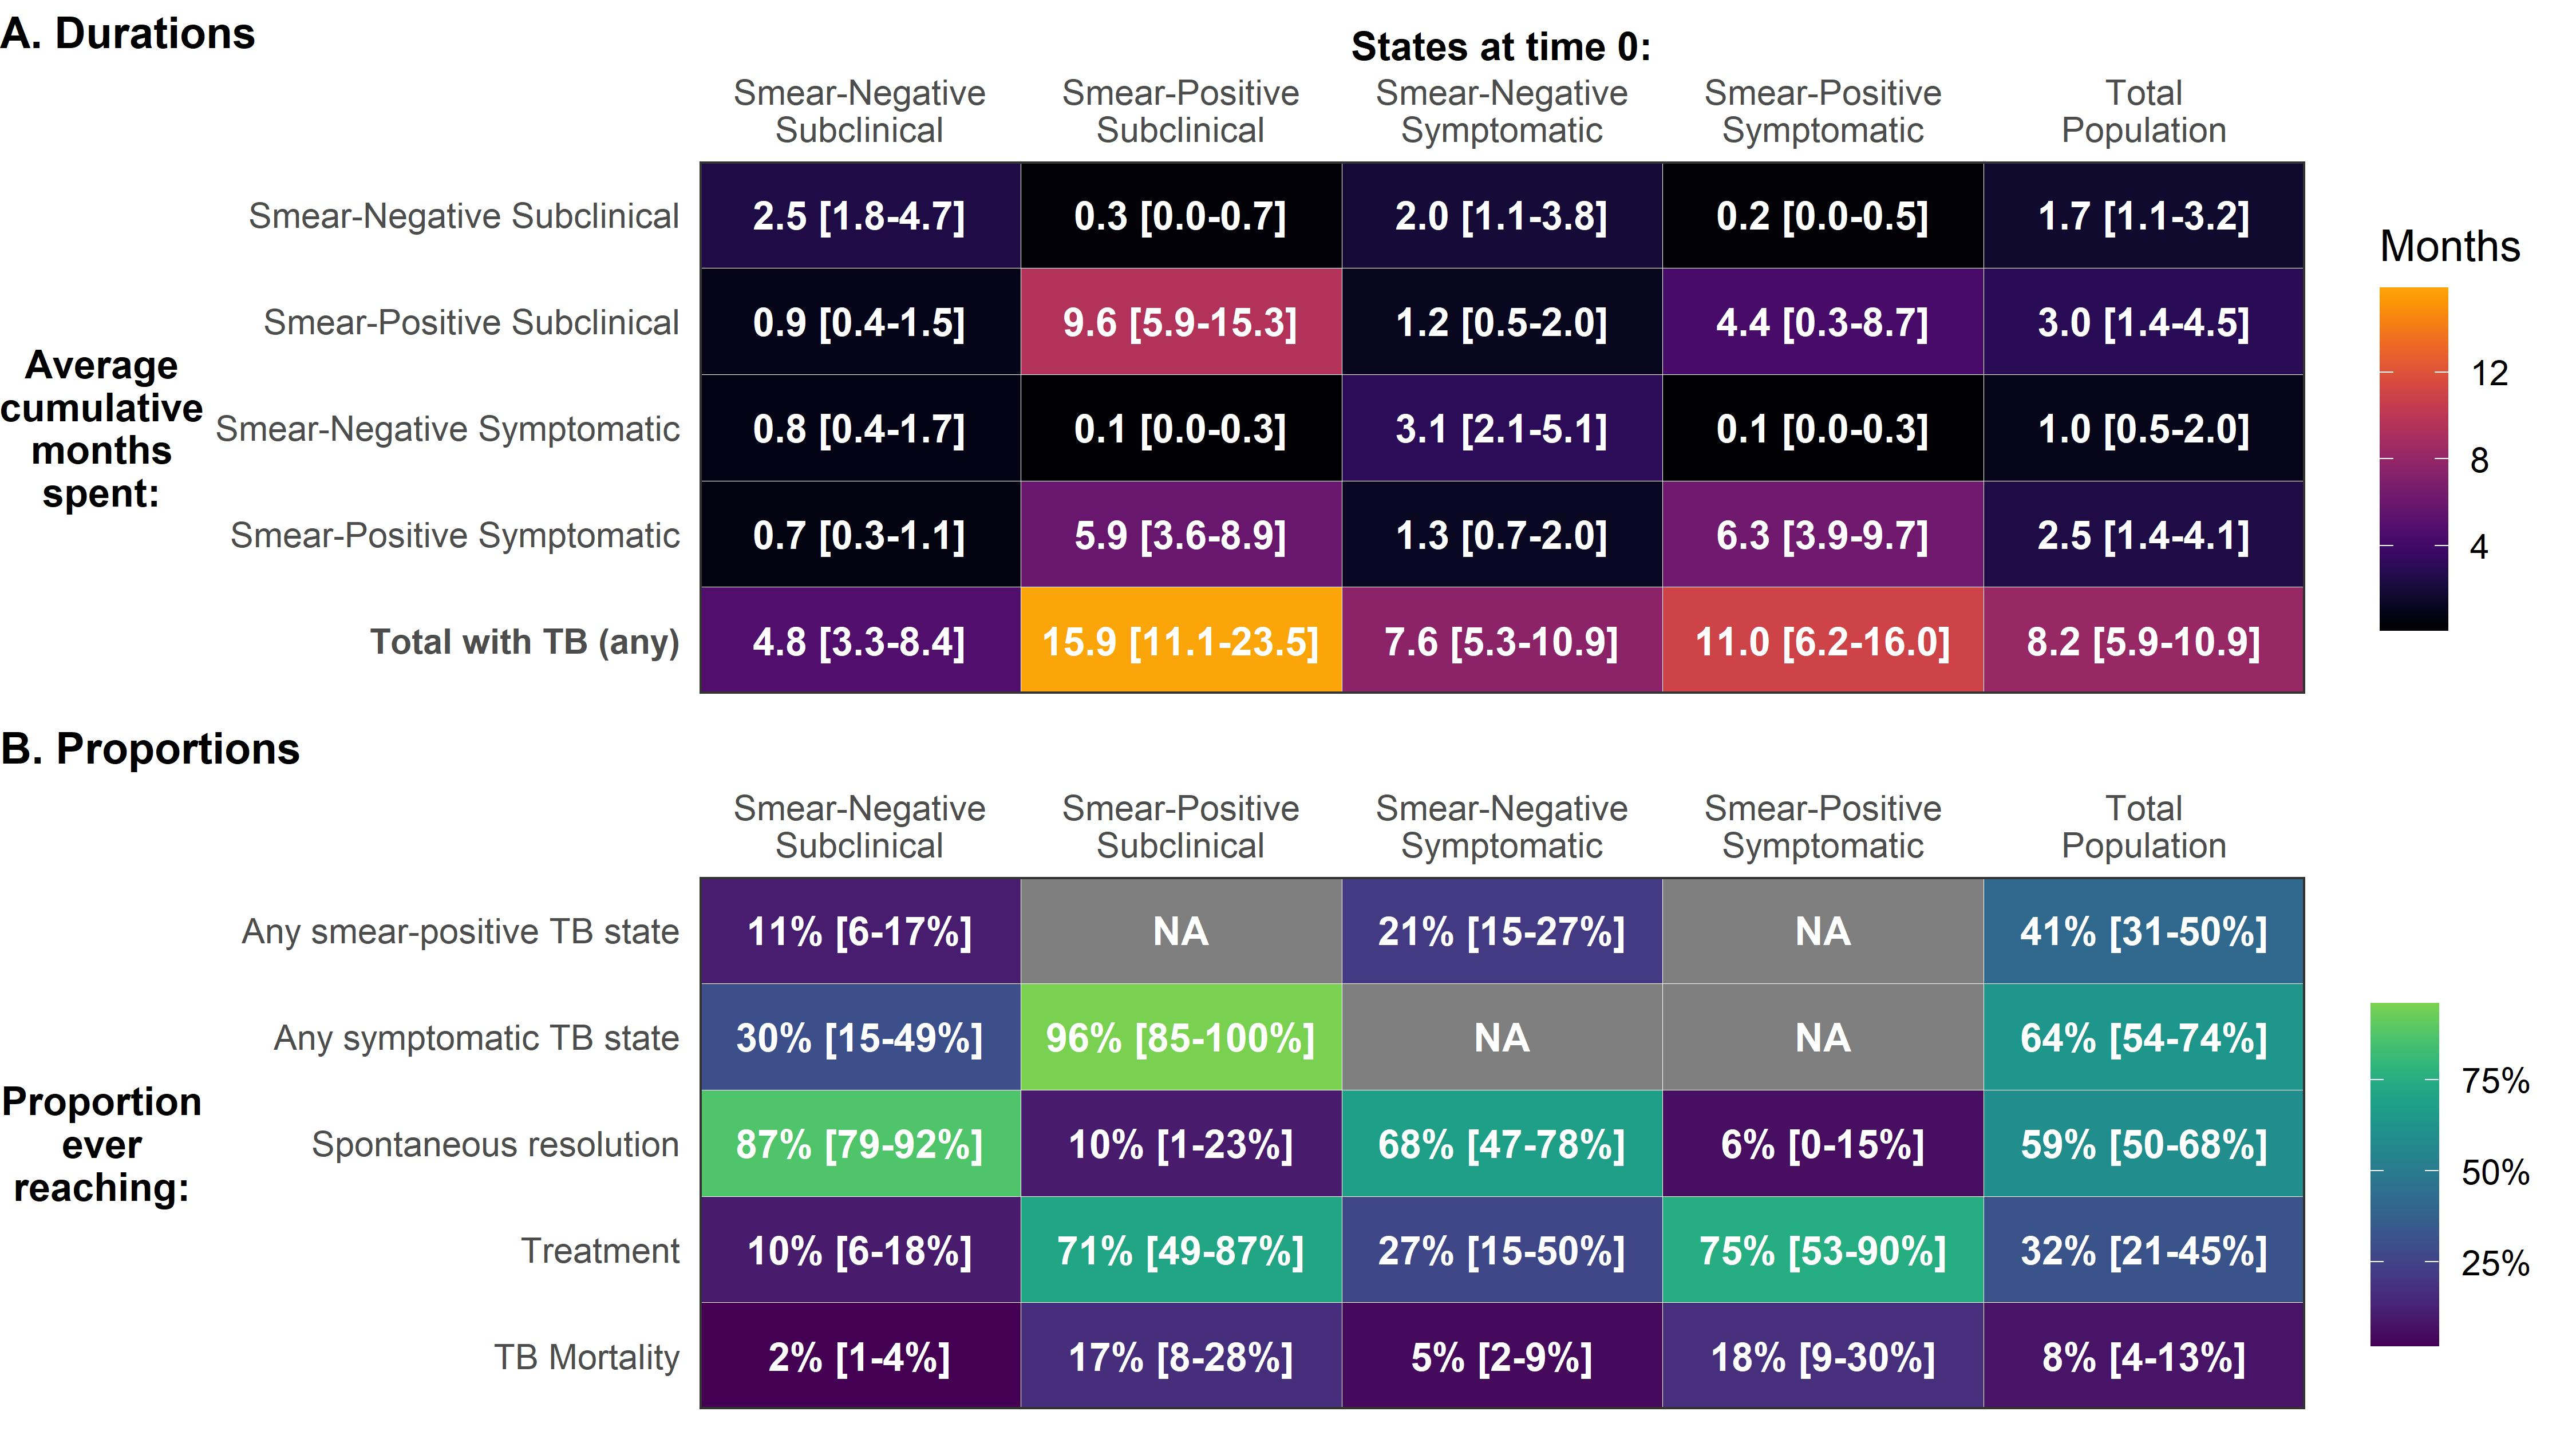 A. Durations
States at time 0:
Smear-Negative Subclinical
Smear-Positive Subclinical
Smear-Negative Symptomatic
Smear-Positive Symptomatic
Total Population
Average cumulative months spent:
Smear-Negative Subclinical 2.5 [1.8-4.7] 0.3 [0.0-0.7] 2.0 [1.1-3.8] 0.2 [0.0-0.5] 1.7 [1.1-3.2]
Smear-Positive Subclinical 0.9 [0.4-1.5] 9.6 [5.9-15.3] 1.2 [0.5-2.0] 4.4 [0.3-8.7] 3.0 [1.4-4.5]
Smear-Negative Symptomatic 0.8 [0.4-1.7] 0.1 [0.0-0.3] 3.1 [2.1-5.1] 0.1 [0.0-0.3] 1.0 [0.5-2.0]
Smear-Positive Symptomatic 0.7 [0.3-1.1] 5.9 [3.6-8.9] 1.3 [0.7-2.0] 6.3 [3.9-9.7] 2.5 [1.4-4.1]
Total with TB (any) 4.8 [3.3-8.4] 15.9 [11.1-23.5] 7.6 [5.3-10.9] 11.0 [6.2-16.0] 8.2 [5.9-10.9]
Months
12
8
4
B. Proportions
Smear-Negative Subclinical
Smear-Positive Subclinical
Smear-Negative Symptomatic
Smear-Positive Symptomatic
Total Population
Proportion ever reaching:
Any smear-positive TB state 11% [6-17%] NA 21% [15-27%] NA 41% [31-50%]
Any symptomatic TB state 30% [15-49%] 96% [85-100%] NA NA 64% [54-74%]
Spontaneous resolution 87% [79-92%] 10% [1-23%] 68% [47-78%] 6% [0-15%] 59% [50-68%]
Treatment 10% [6-18%] 71% [49-87%] 27% [15-50%] 75% [53-90%] 32% [21-45%]
TB Mortality 2% [1-4%] 17% [8-28%] 5% [2-9%] 18% [9-30%] 8% [4-13%]
75%
50%
25%